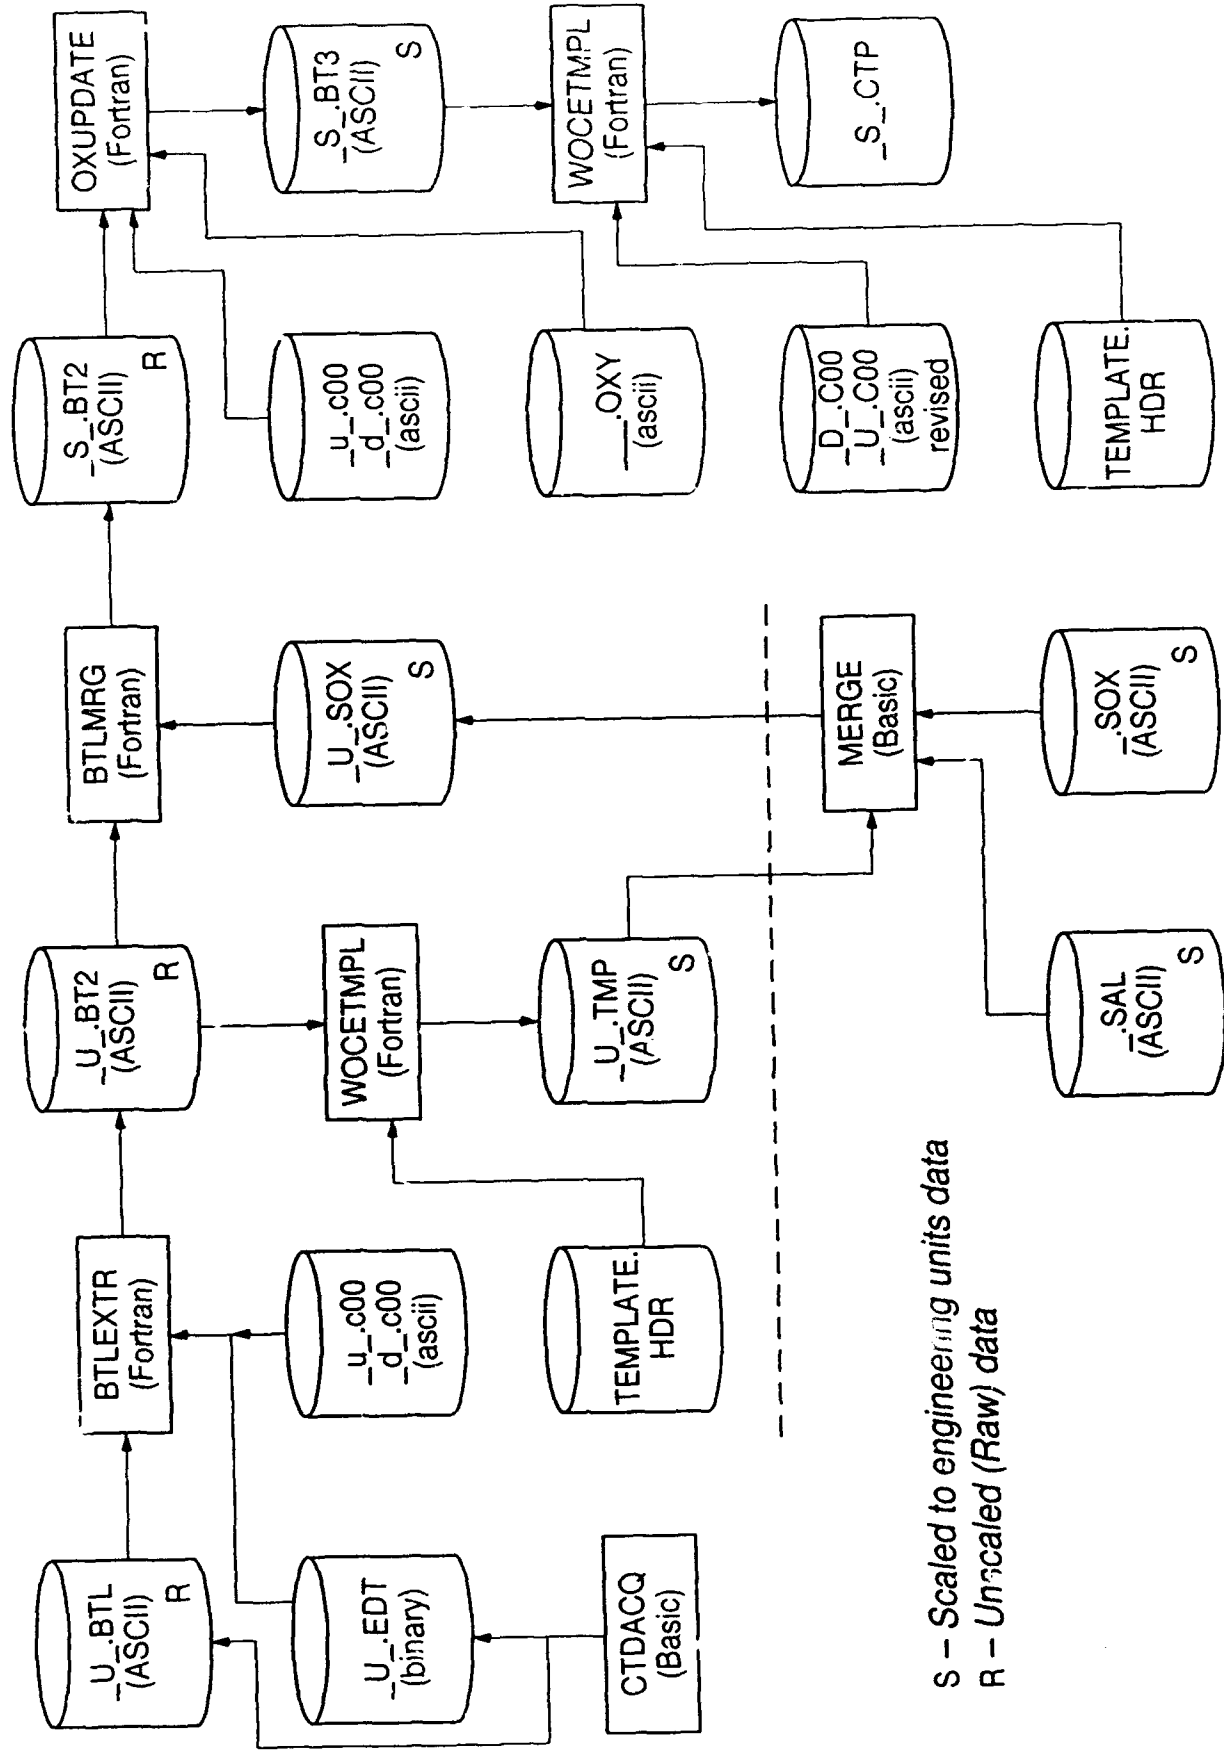 _U_.BTL
(ASCII)
R
BTLEXTR
(Fortran)
_U_.BT2
(ASCII)
R
BTLMRG
(Fortran)
_S_.BT2
(ASCII)
R
OXUPDATE
(Fortran)
_U_.EDT
(binary)
_u_.c00
_d_.c00
(ascii)
WOCETMPL
(Fortran)
_U_.SOX
(ASCII)
S
_u_.c00
_d_.c00
(ascii)
_S_.BT3
(ASCII)
S
CTDACQ
(Basic)
TEMPLATE.
HDR
_U_.TMP
(ASCII)
S
___.OXY
(ascii)
WOCETMPL
(Fortran)
MERGE
(Basic)
_D_.C00
_U_.C00
(ascii)
revised
_S_.CTP
_.SAL
(ASCII)
S
_.SOX
(ASCII)
S
TEMPLATE.
HDR
S – Scaled to engineering units data
R – Unscaled (Raw) data